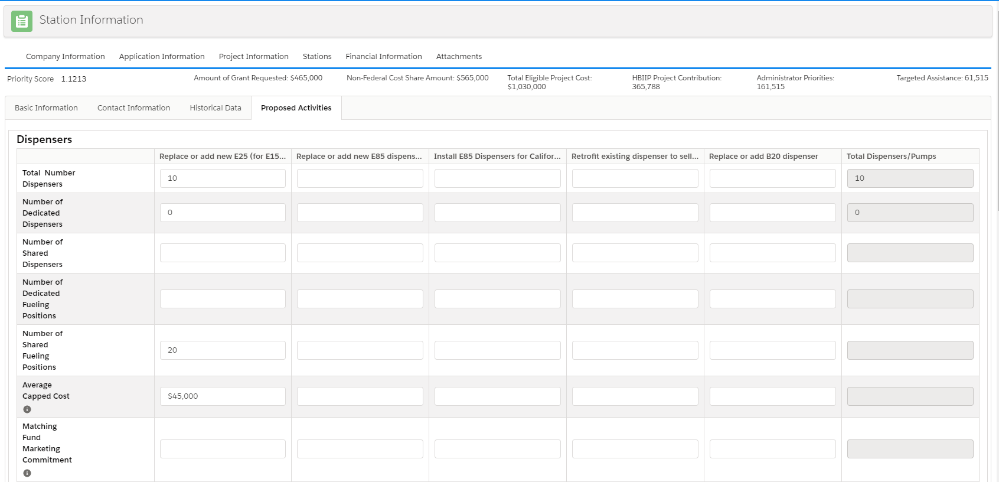 Station Information
Company Information Application Information Project Information Stations Financial Information Attachments
Priority Score 1.1213 Amount of Grant Requested: $465,000 Non-Federal Cost Share Amount: $565,000 Total Eligible Project Cost: $1,030,000 HBIIP Project Contribution: 365,788 Administrator Priorities: 161,515 Targeted Assistance: 61,515
Basic Information Contact Information Historical Data Proposed Activities
Dispensers
Replace or add new E25 (for E15... Replace or add new E85 dispens... Install E85 Dispensers for Califor... Retrofit existing dispenser to sell... Replace or add B20 dispenser Total Dispensers/Pumps
Total Number
Dispensers
10 10
Number of
Dedicated
Dispensers
0 0
Number of
Shared
Dispensers
Number of
Dedicated
Fueling
Positions
Number of
Shared
Fueling
Positions
20
Average
Capped Cost
$45,000
Matching
Fund
Marketing
Commitment